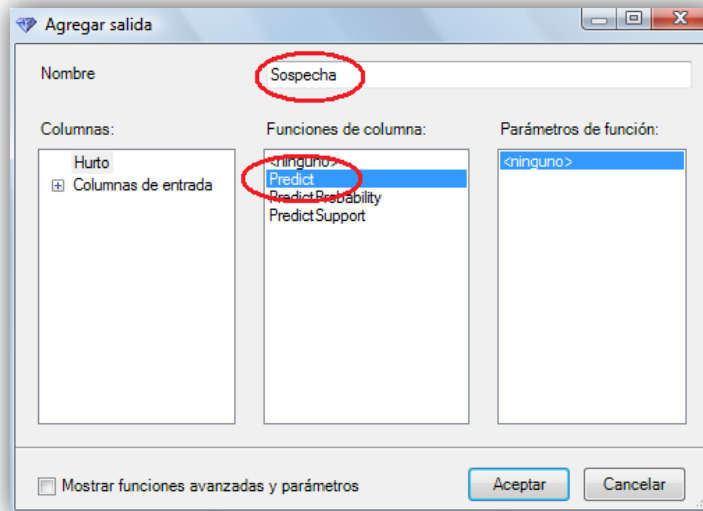 Agregar salida
Nombre
Sospecha
Columnas:
Funciones de columna:
Parámetros de función:
Hurto
Columnas de entrada
<ninguno>
Predict
PredictProbability
PredictSupport
<ninguno>
Mostrar funciones avanzadas y parámetros
Aceptar
Cancelar